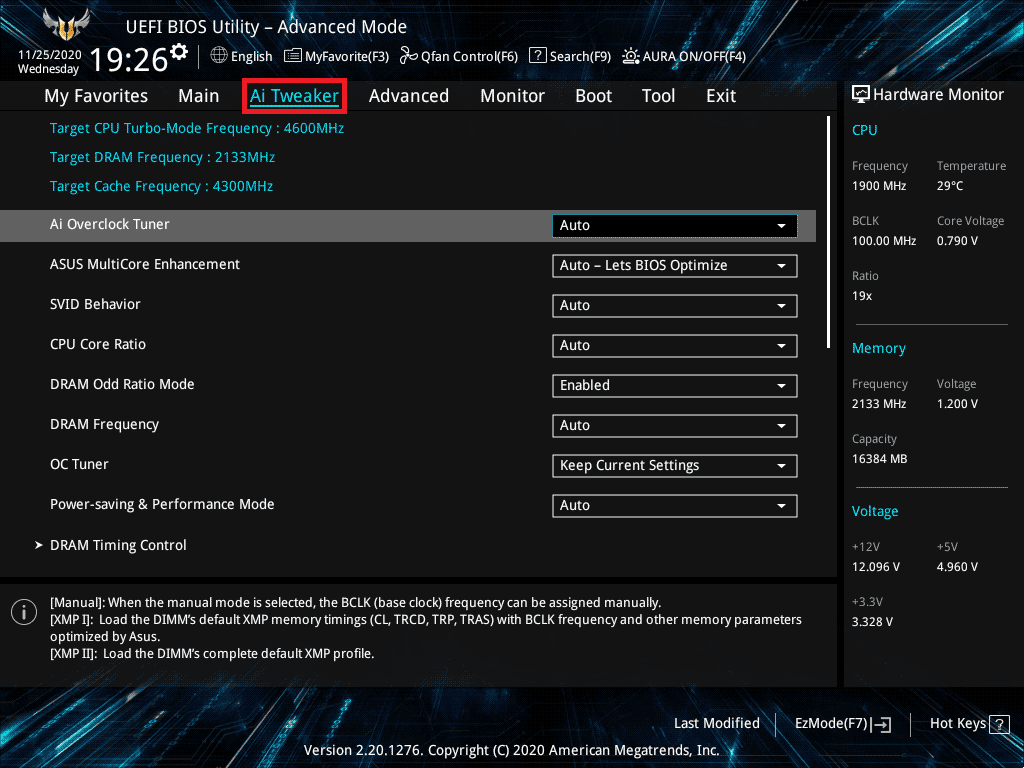 UEFI BIOS Utility – Advanced Mode
11/25/2020
Wednesday
19:26
English
MyFavorite(F3)
Qfan Control(F6)
? Search(F9)
AURA ON/OFF(F4)
My Favorites Main Ai Tweaker Advanced Monitor Boot Tool Exit
Target CPU Turbo-Mode Frequency : 4600MHz
Target DRAM Frequency : 2133MHz
Target Cache Frequency : 4300MHz
Ai Overclock Tuner Auto
ASUS MultiCore Enhancement Auto – Lets BIOS Optimize
SVID Behavior Auto
CPU Core Ratio Auto
DRAM Odd Ratio Mode Enabled
DRAM Frequency Auto
OC Tuner Keep Current Settings
Power-saving & Performance Mode Auto
DRAM Timing Control
[Manual]: When the manual mode is selected, the BCLK (base clock) frequency can be assigned manually.
[XMP I]: Load the DIMM's default XMP memory timings (CL, TRCD, TRP, TRAS) with BCLK frequency and other memory parameters
optimized by Asus.
[XMP II]: Load the DIMM's complete default XMP profile.
Hardware Monitor
CPU
Frequency Temperature
1900 MHz 29°C
BCLK Core Voltage
100.00 MHz 0.790 V
Ratio
19x
Memory
Frequency Voltage
2133 MHz 1.200 V
Capacity
16384 MB
Voltage
+12V +5V
12.096 V 4.960 V
+3.3V
3.328 V
Last Modified EzMode(F7) Hot Keys ?
Version 2.20.1276. Copyright (C) 2020 American Megatrends, Inc.